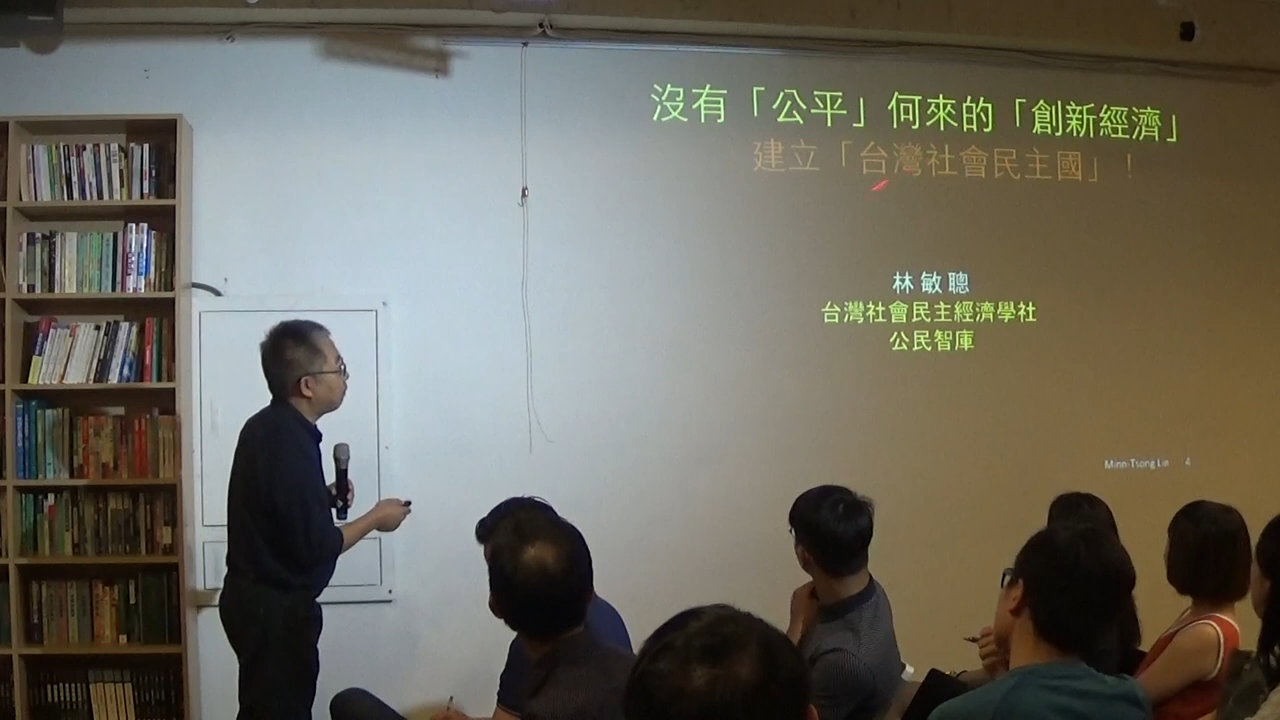 沒有「公平」何來的「創新經濟」
建立「台灣社會民主國」！
林敏聰
台灣社會民主經濟學社
公民智庫
Minn-Tsong Lin 4